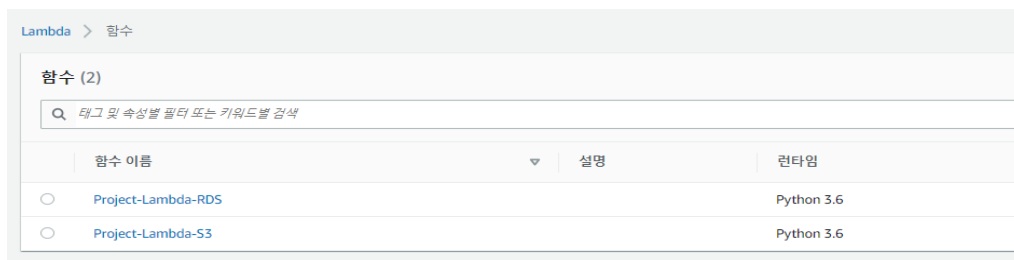 Lambda > 함수
함수 (2)
태그 및 속성별 필터 또는 키워드별 검색
함수 이름 설명 런타임
Project-Lambda-RDS Python 3.6
Project-Lambda-S3 Python 3.6